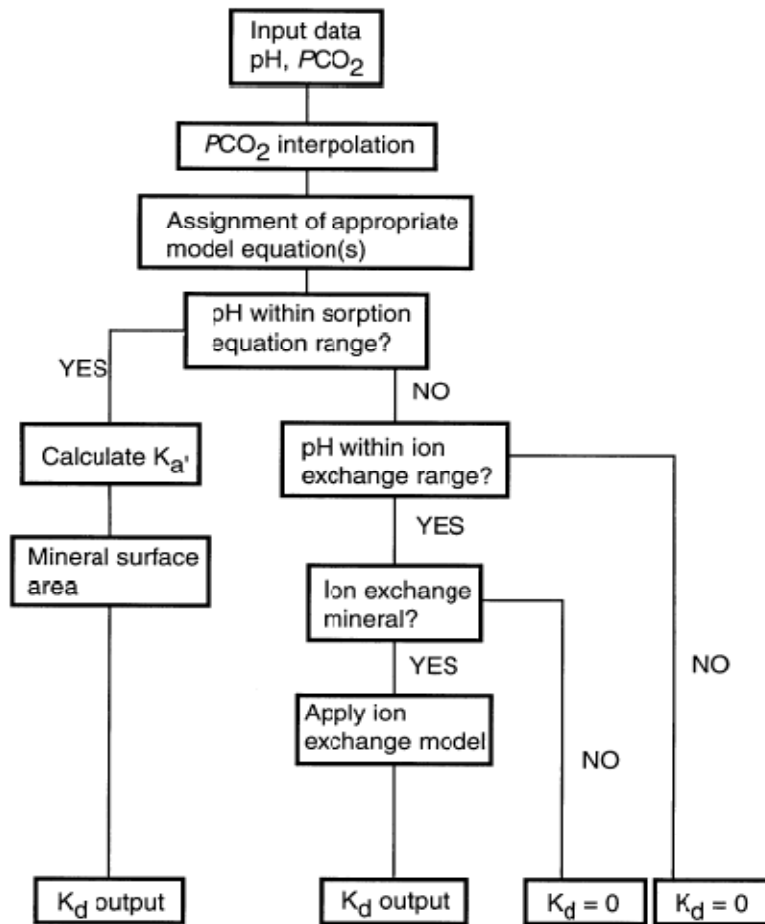 Input data
pH, PCO2
PCO2 interpolation
Assignment of appropriate
model equation(s)
pH within sorption
equation range?
YES
NO
Calculate Ka'
pH within ion
exchange range?
YES
Mineral surface
area
Ion exchange
mineral?
NO
YES
Apply ion
exchange model
NO
Kd output
Kd output
Kd = 0
Kd = 0